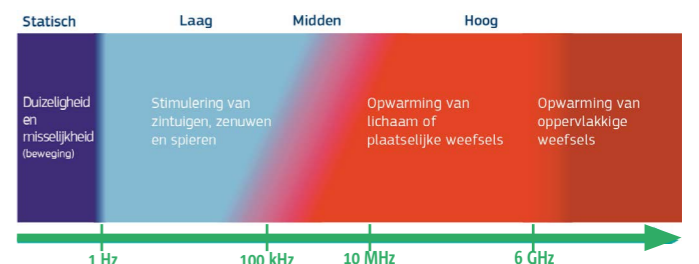 Statisch Laag Midden Hoog
Duizeligheid
en
misselijkheid
(beweging)
Stimulering van
zintuigen, zenuwen
en spieren
Opwarming van
lichaam of
plaatselijke weefsels
Opwarming van
oppervlakkige
weefsels
1 Hz 100 kHz 10 MHz 6 GHz